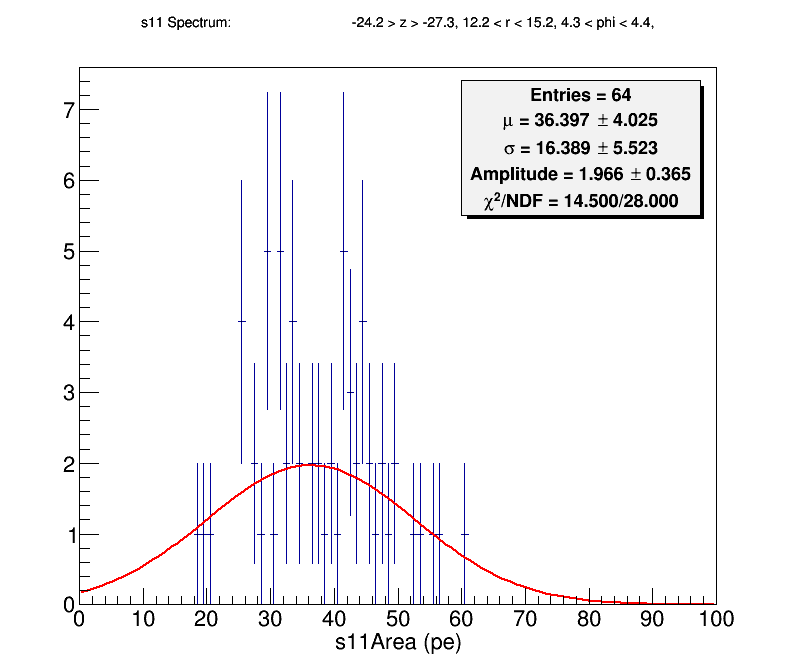 s11 Spectrum: -24.2 > z > -27.3, 12.2 < r < 15.2, 4.3 < phi < 4.4,
Entries = 64
μ = 36.397 ± 4.025
σ = 16.389 ± 5.523
Amplitude = 1.966 ± 0.365
χ²/NDF = 14.500/28.000
7
6
5
4
3
2
1
0
0 10 20 30 40 50 60 70 80 90 100
s11Area (pe)